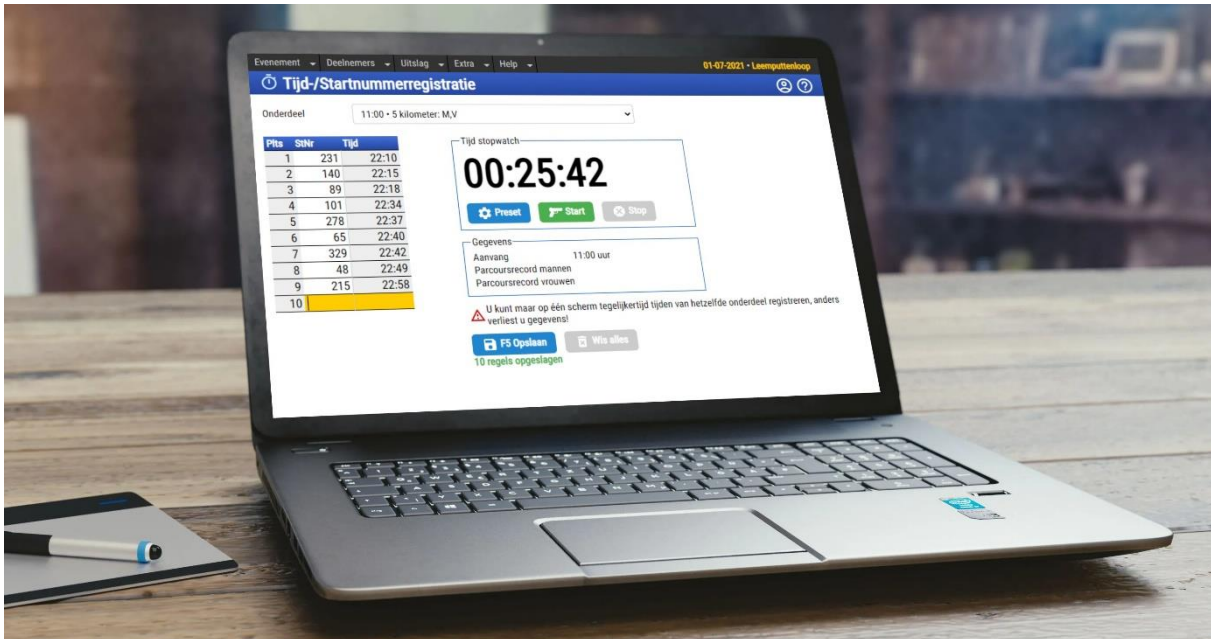 Evenement Deelnemers Uitslag Extra Help 01-07-2021 • Leemputtenloop
Tijd-/Startnummerregistratie
Onderdeel 11:00 • 5 kilometer: M,V
Plts StNr Tijd
1 231 22:10
2 140 22:15
3 89 22:18
4 101 22:34
5 278 22:37
6 65 22:40
7 329 22:42
8 48 22:49
9 215 22:58
10
Tijd stopwatch
00:25:42
Preset Start Stop
Gegevens
Aanvang 11:00 uur
Parcoursrecord mannen
Parcoursrecord vrouwen
U kunt maar op één scherm tegelijkertijd tijden van hetzelfde onderdeel registreren, anders
verliest u gegevens!
F5 Opslaan Wis alles
10 regels opgeslagen